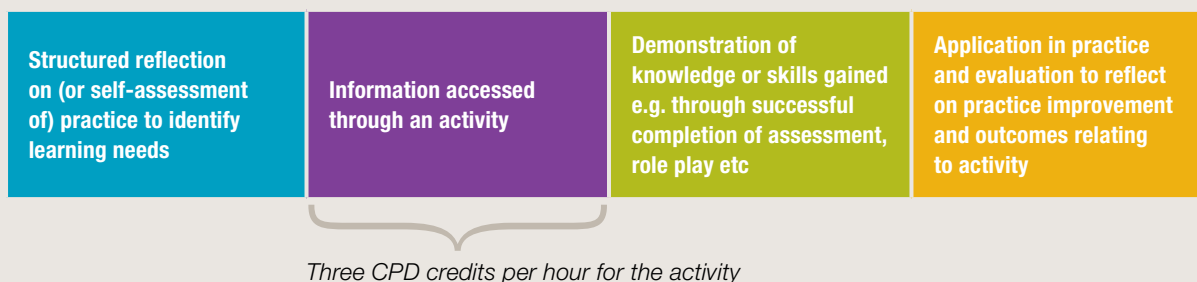 Structured reflection
on (or self-assessment
of) practice to identify
learning needs
Information accessed
through an activity
Demonstration of
knowledge or skills gained
e.g. through successful
completion of assessment,
role play etc
Application in practice
and evaluation to reflect
on practice improvement
and outcomes relating
to activity
Three CPD credits per hour for the activity